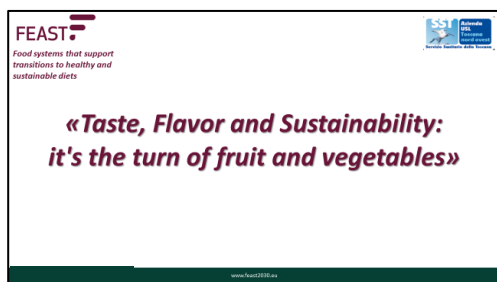 FEAST
Food systems that support
transitions to healthy and
sustainable diets
SST
Azienda
USL
Toscana
nord ovest
Servizio Sanitario della Toscana
«Taste, Flavor and Sustainability:
it's the turn of fruit and vegetables»
www.feast2030.eu